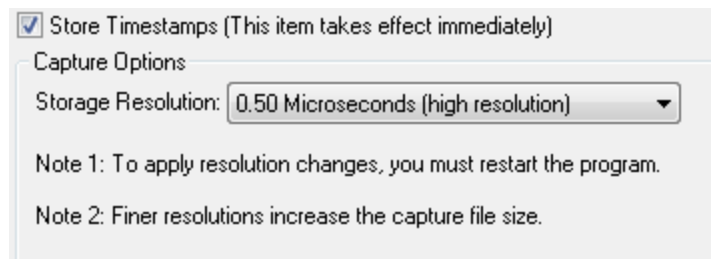 Store Timestamps (This item takes effect immediately)
Capture Options
Storage Resolution: 0.50 Microseconds (high resolution)
Note 1: To apply resolution changes, you must restart the program.
Note 2: Finer resolutions increase the capture file size.